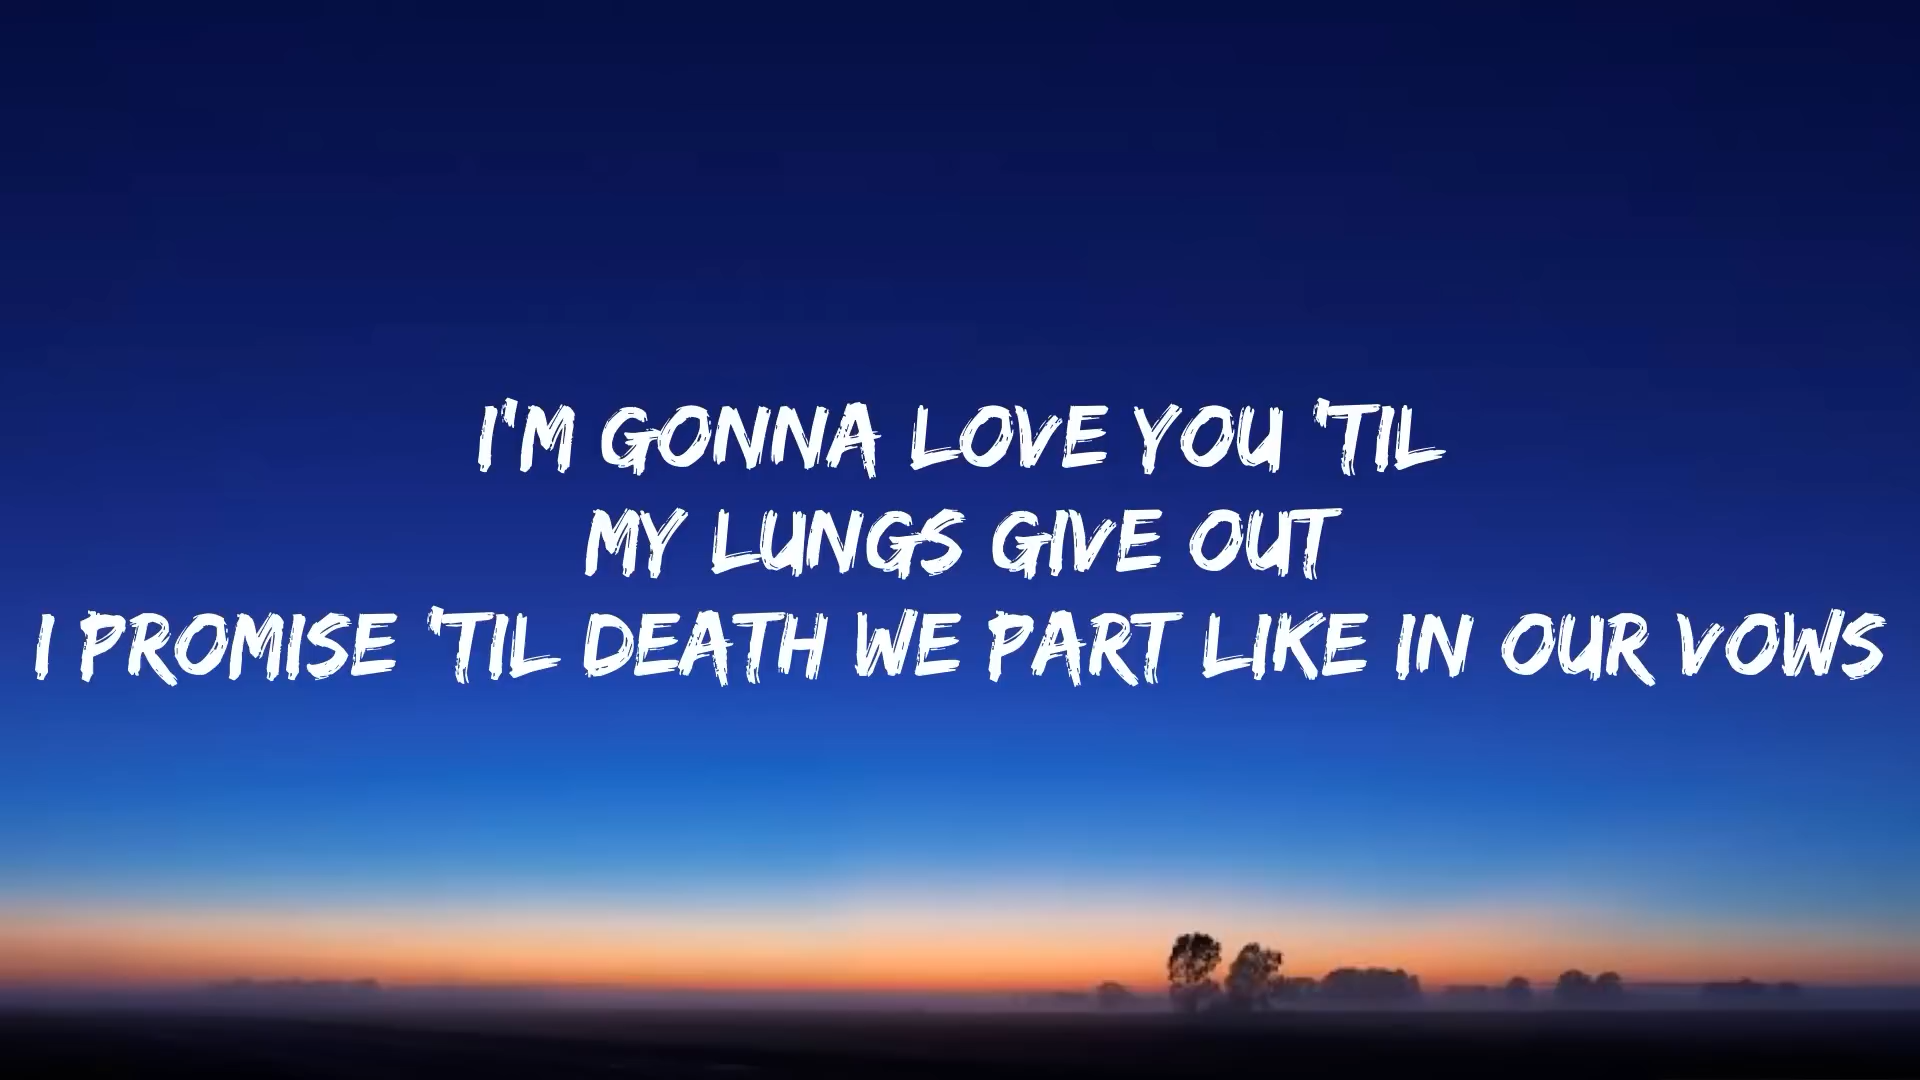 I'M GONNA LOVE YOU 'TIL
MY LUNGS GIVE OUT
I PROMISE 'TIL DEATH WE PART LIKE IN OUR VOWS